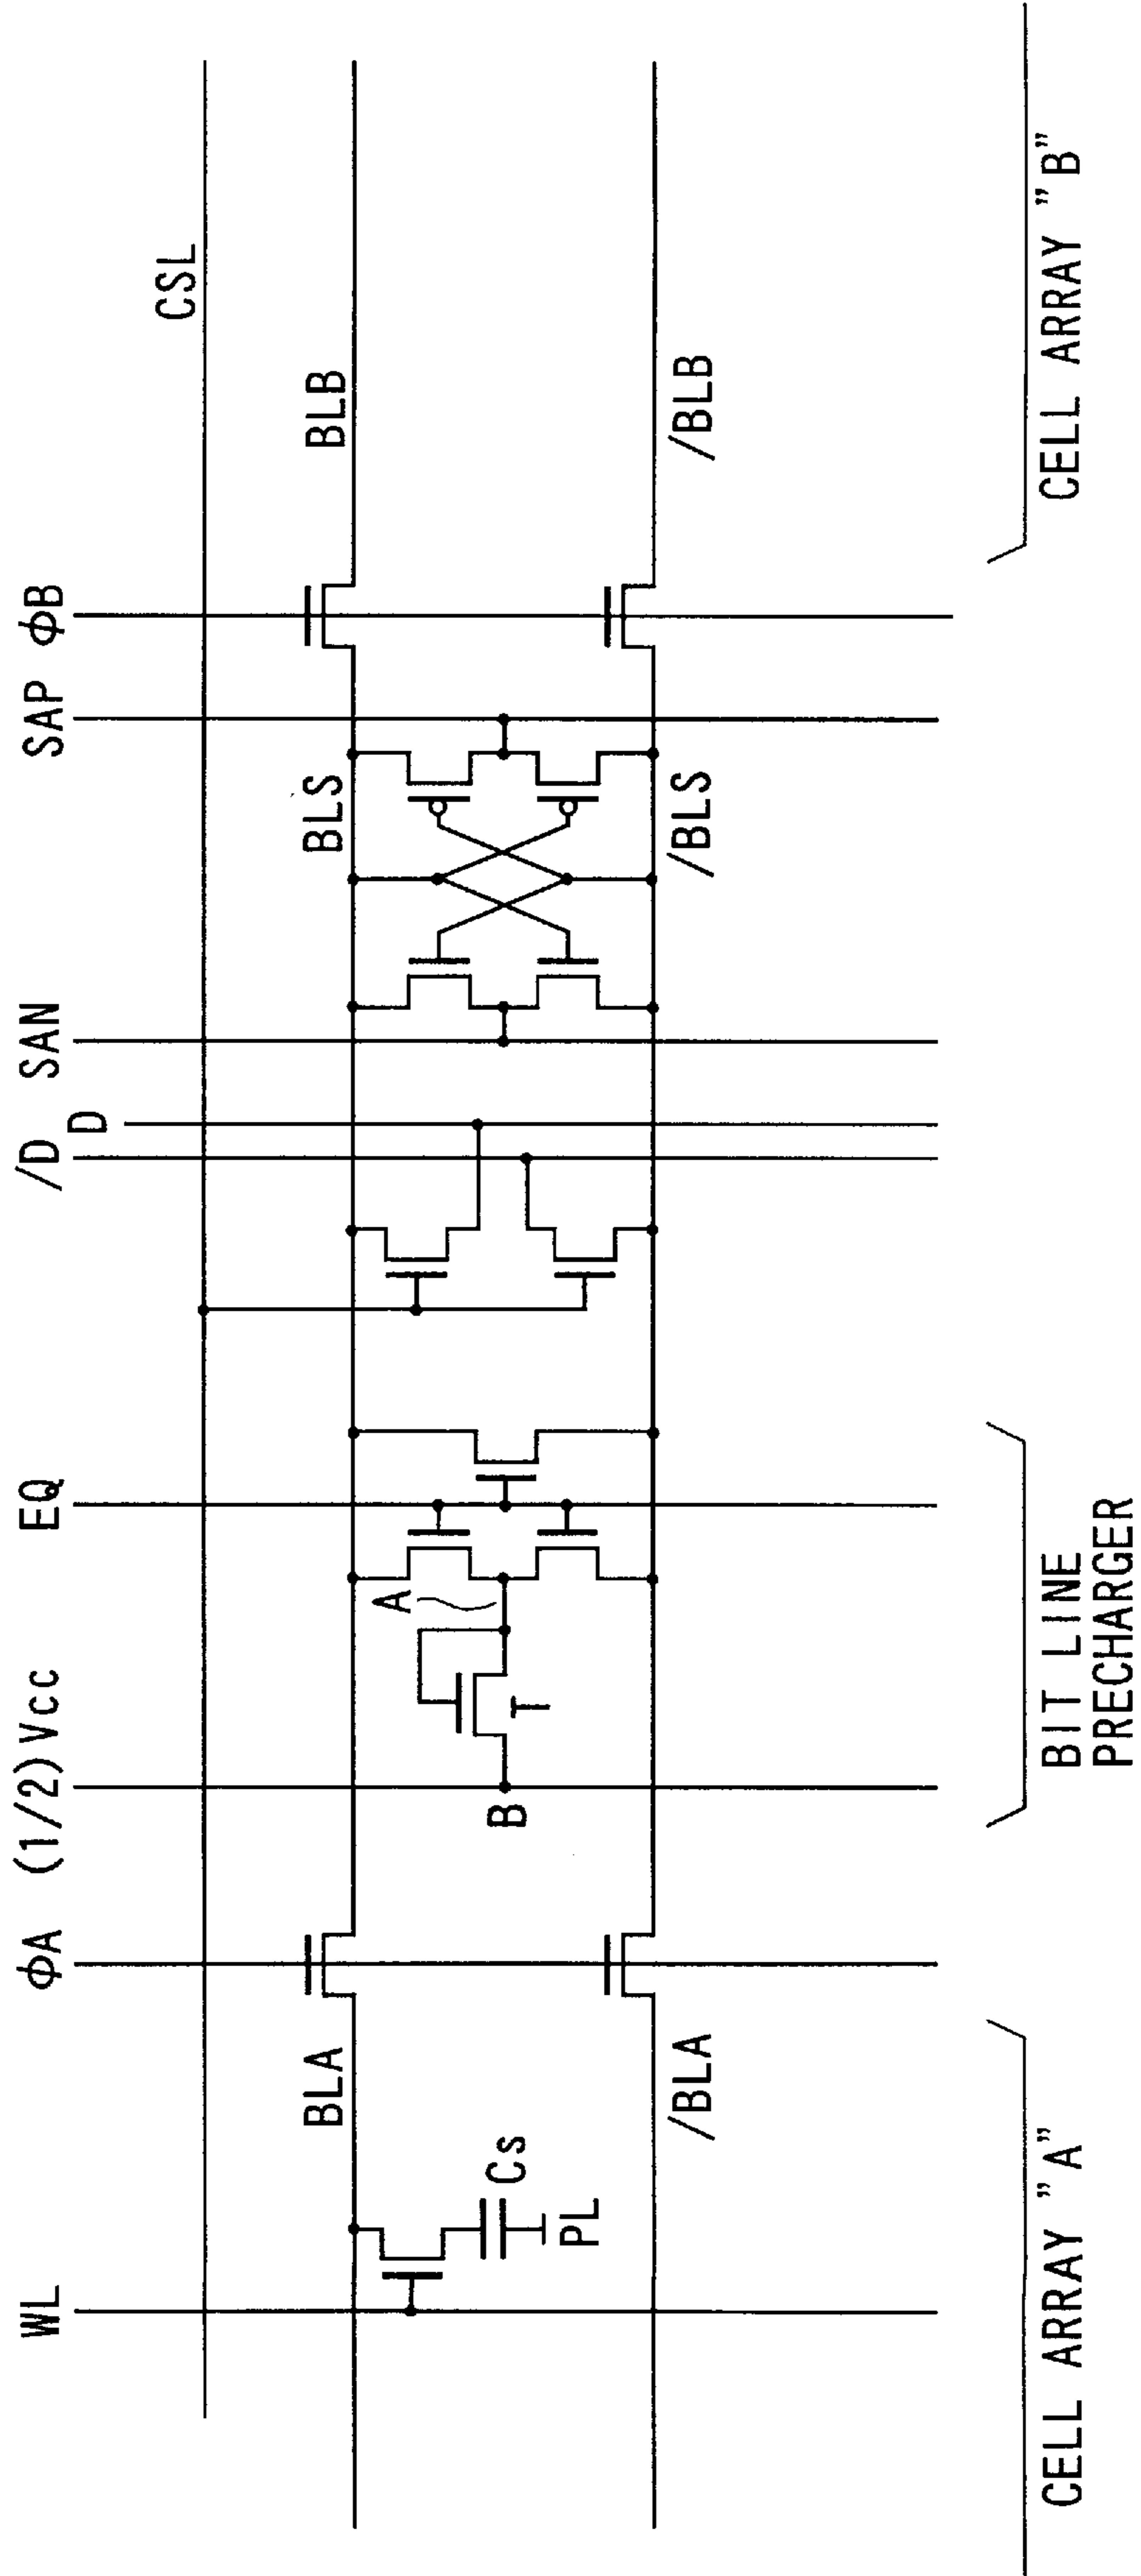 WL
ΦA
(1/2)Vcc
EQ
/D
D
SAN
SAP
ΦB
CSL
BLA
BLS
BLB
Cs
PL
A
T
B
/BLA
/BLS
/BLB
CELL ARRAY "A"
BIT LINE
PRECHARGER
CELL ARRAY "B"